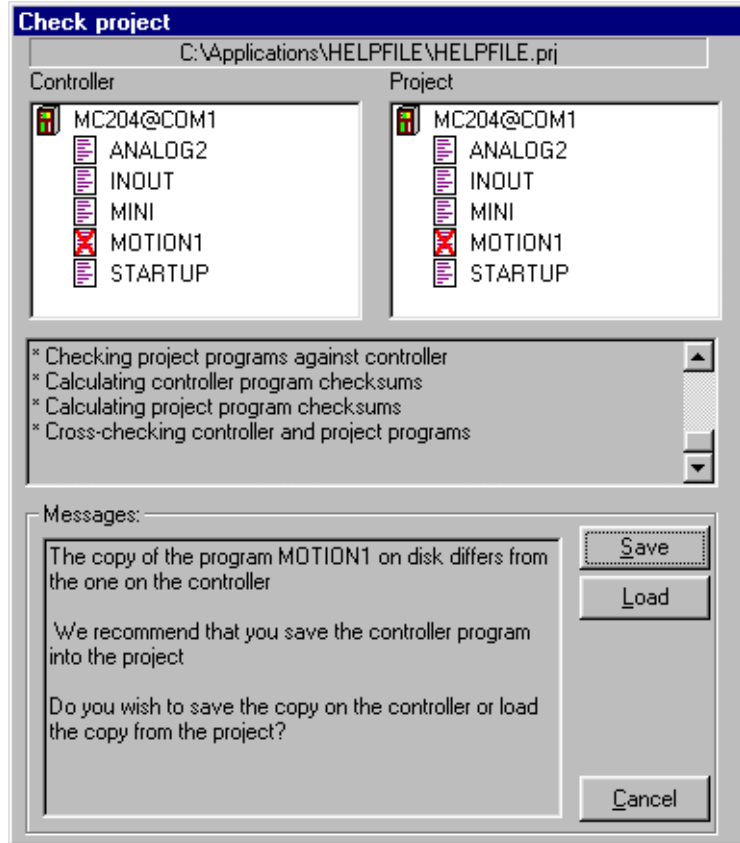 Check project
C:\Applications\HELPFILE\HELPFILE.prj
Controller
Project
MC204@COM1
ANALOG2
INOUT
MINI
MOTION1
STARTUP
MC204@COM1
ANALOG2
INOUT
MINI
MOTION1
STARTUP
* Checking project programs against controller
* Calculating controller program checksums
* Calculating project program checksums
* Cross-checking controller and project programs
Messages:
The copy of the program MOTION1 on disk differs from
the one on the controller
We recommend that you save the controller program
into the project
Do you wish to save the copy on the controller or load
the copy from the project?
Save
Load
Cancel